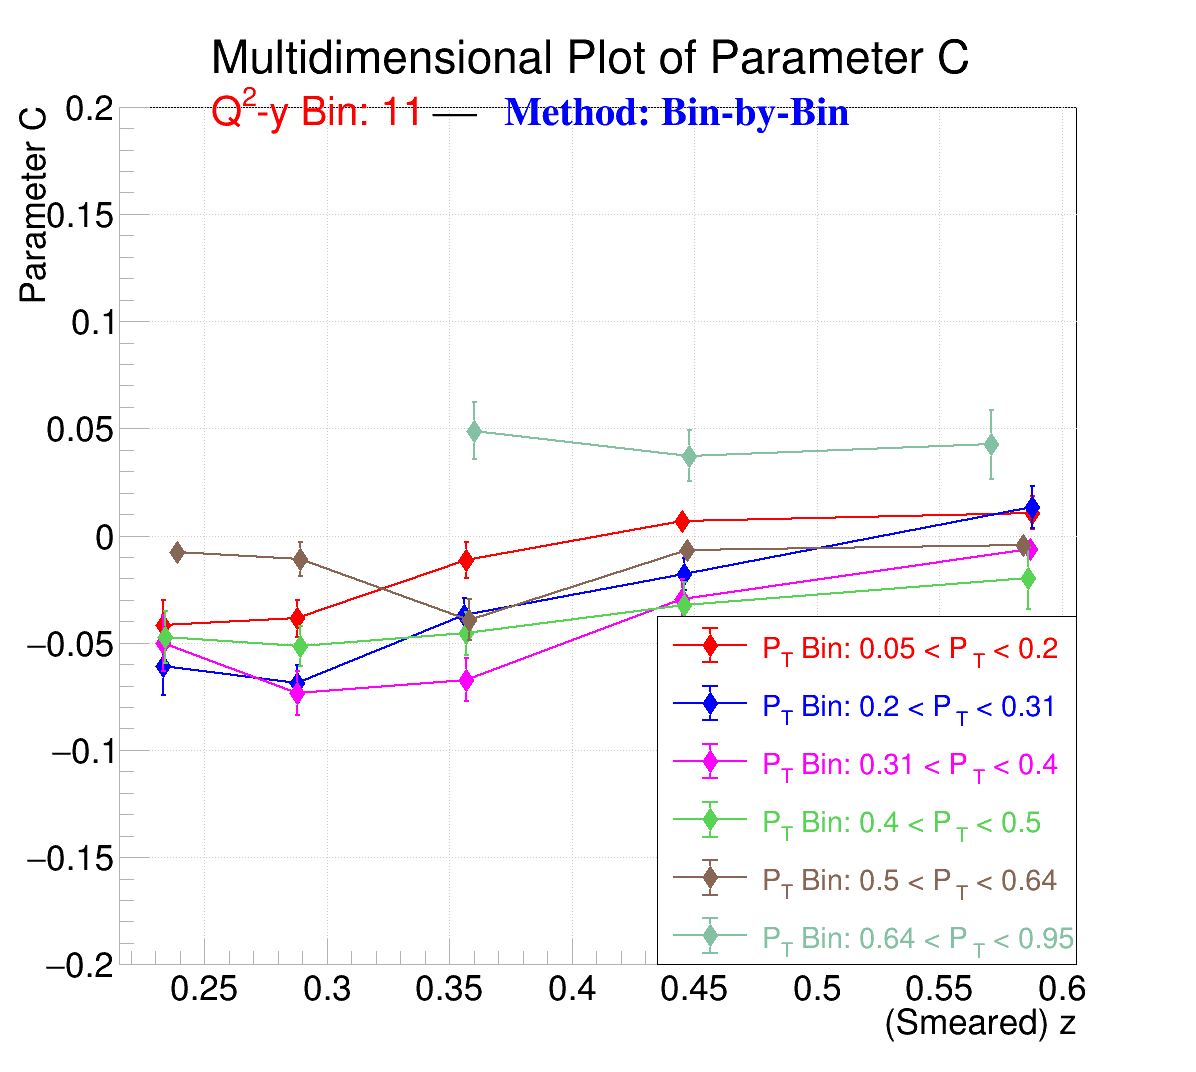 Multidimensional Plot of Parameter C
Q2-y Bin: 11 — Method: Bin-by-Bin
Parameter C
0.2
0.15
0.1
0.05
0
−0.05
−0.1
−0.15
−0.2
PT Bin: 0.05 < PT < 0.2
PT Bin: 0.2 < PT < 0.31
PT Bin: 0.31 < PT < 0.4
PT Bin: 0.4 < PT < 0.5
PT Bin: 0.5 < PT < 0.64
PT Bin: 0.64 < PT < 0.95
0.25 0.3 0.35 0.4 0.45 0.5 0.55 0.6
(Smeared) z